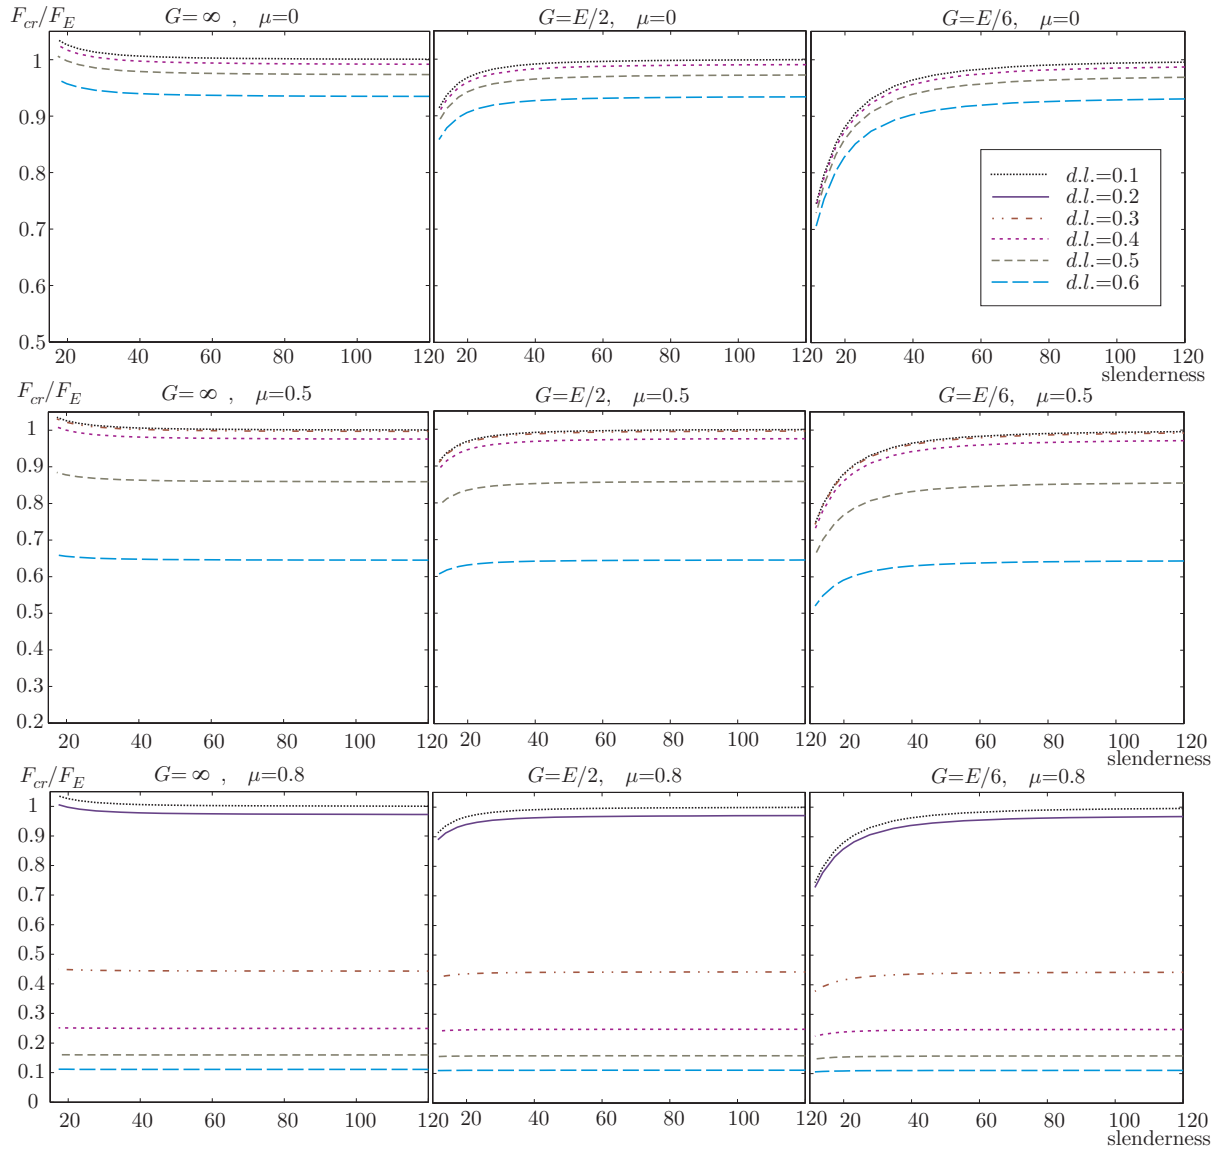 F_cr/F_E
G=∞ , μ=0
G=E/2, μ=0
G=E/6, μ=0
1
0.9
0.8
0.7
0.6
0.5
d.l.=0.1
d.l.=0.2
d.l.=0.3
d.l.=0.4
d.l.=0.5
d.l.=0.6
20 40 60 80 100 120
20 40 60 80 100 120
20 40 60 80 100 120
slenderness
F_cr/F_E
G=∞ , μ=0.5
G=E/2, μ=0.5
G=E/6, μ=0.5
1
0.9
0.8
0.7
0.6
0.5
0.4
0.3
0.2
20 40 60 80 100 120
20 40 60 80 100 120
20 40 60 80 100 120
slenderness
F_cr/F_E
G=∞ , μ=0.8
G=E/2, μ=0.8
G=E/6, μ=0.8
1
0.9
0.8
0.7
0.6
0.5
0.4
0.3
0.2
0.1
0
20 40 60 80 100 120
20 40 60 80 100 120
20 40 60 80 100 120
slenderness